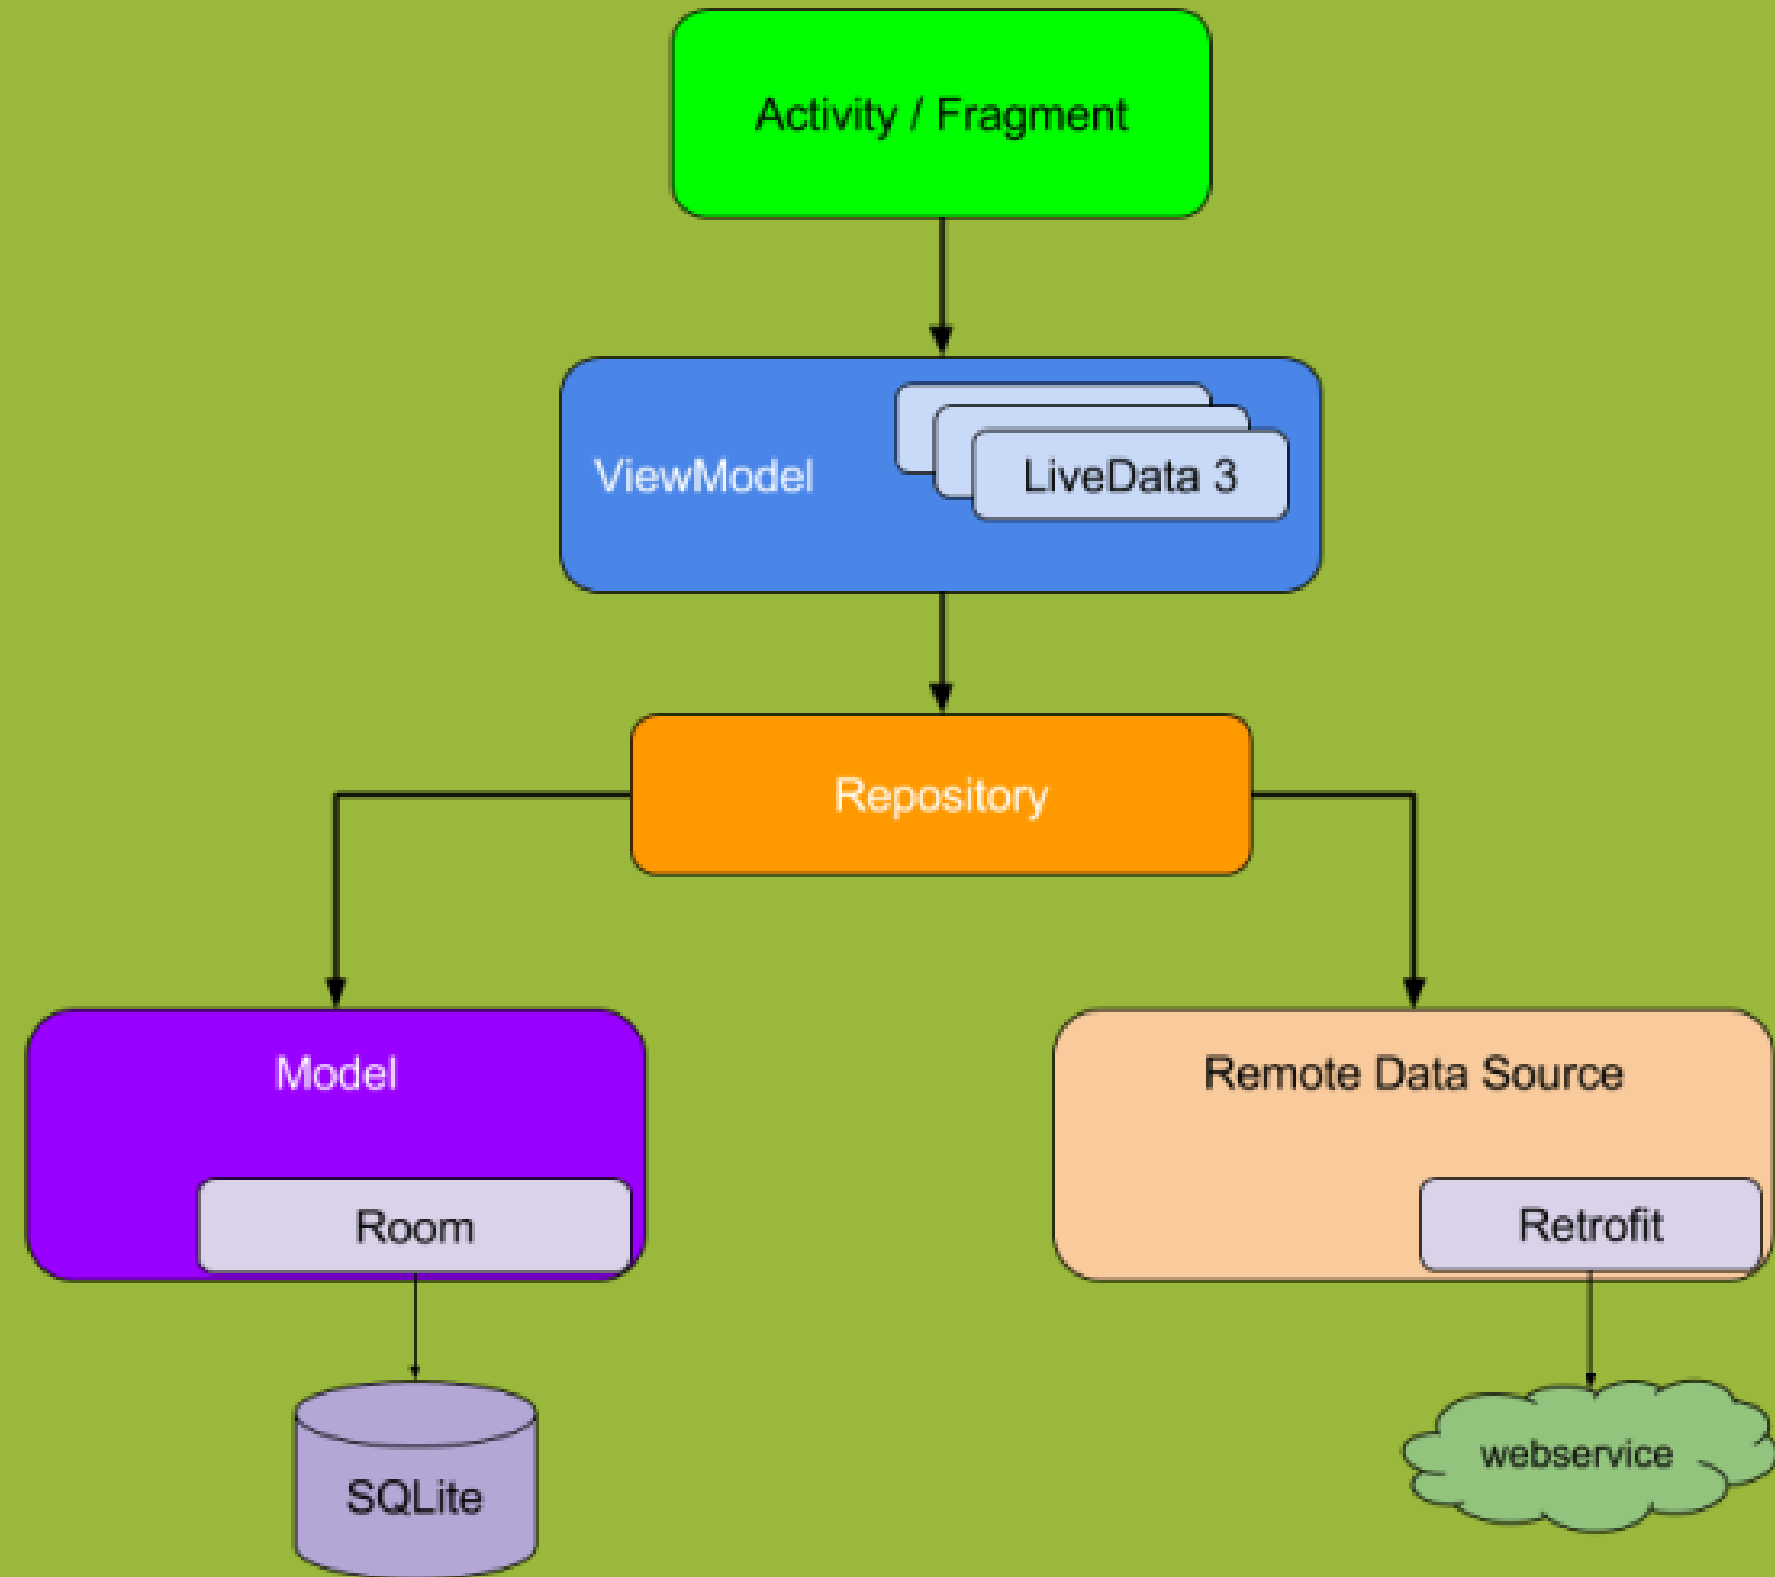 Activity / Fragment
ViewModel
LiveData 3
Repository
Model
Remote Data Source
Room
Retrofit
SQLite
webservice